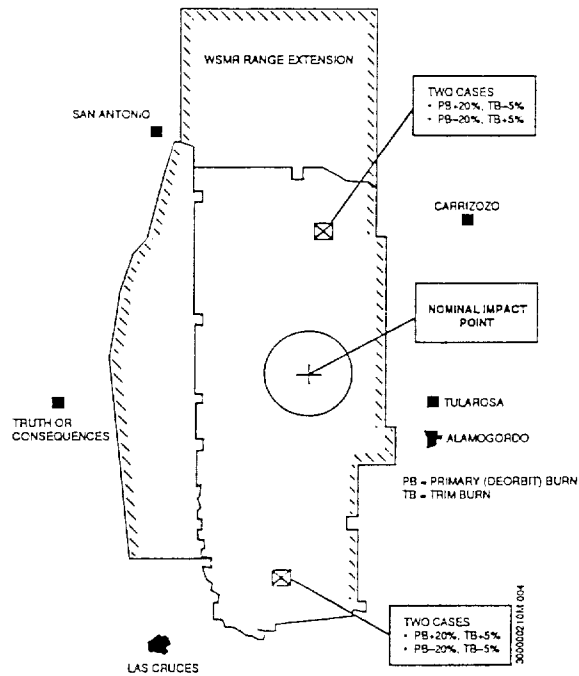 WSMR RANGE EXTENSION
TWO CASES
• PB+20%, TB–5%
• PB–20%, TB+5%
SAN ANTONIO
CARRIZOZO
NOMINAL IMPACT
POINT
TULAROSA
TRUTH OR
CONSEQUENCES
ALAMOGORDO
PB = PRIMARY (DEORBIT) BURN
TB = TRIM BURN
TWO CASES
• PB+20%, TB+5%
• PB–20%, TB–5%
LAS CRUCES
300000210M 004